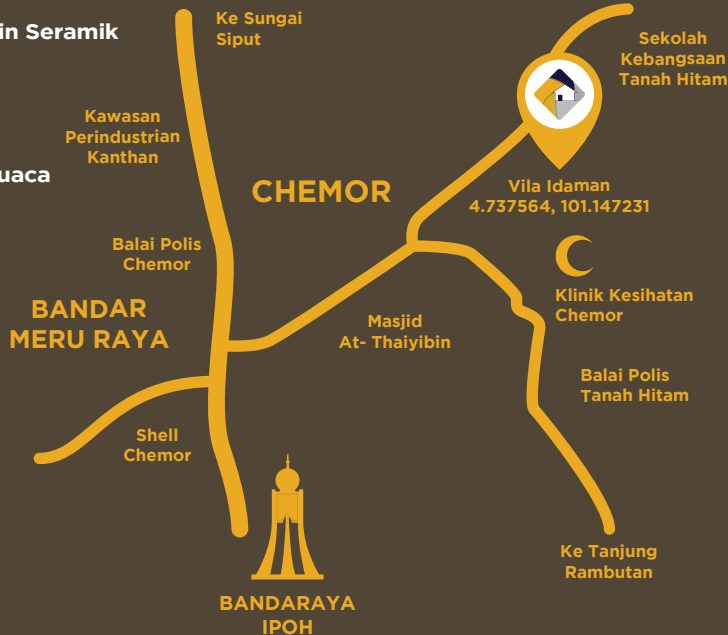 in Seramik
uaca
Ke Sungai
Siput
Sekolah
Kebangsaan
Tanah Hitam
Kawasan
Perindustrian
Kanthan
CHEMOR
Vila Idaman
4.737564, 101.147231
Balai Polis
Chemor
BANDAR
MERU RAYA
Klinik Kesihatan
Chemor
Masjid
At- Thaiyibin
Balai Polis
Tanah Hitam
Shell
Chemor
Ke Tanjung
Rambutan
BANDARAYA
IPOH